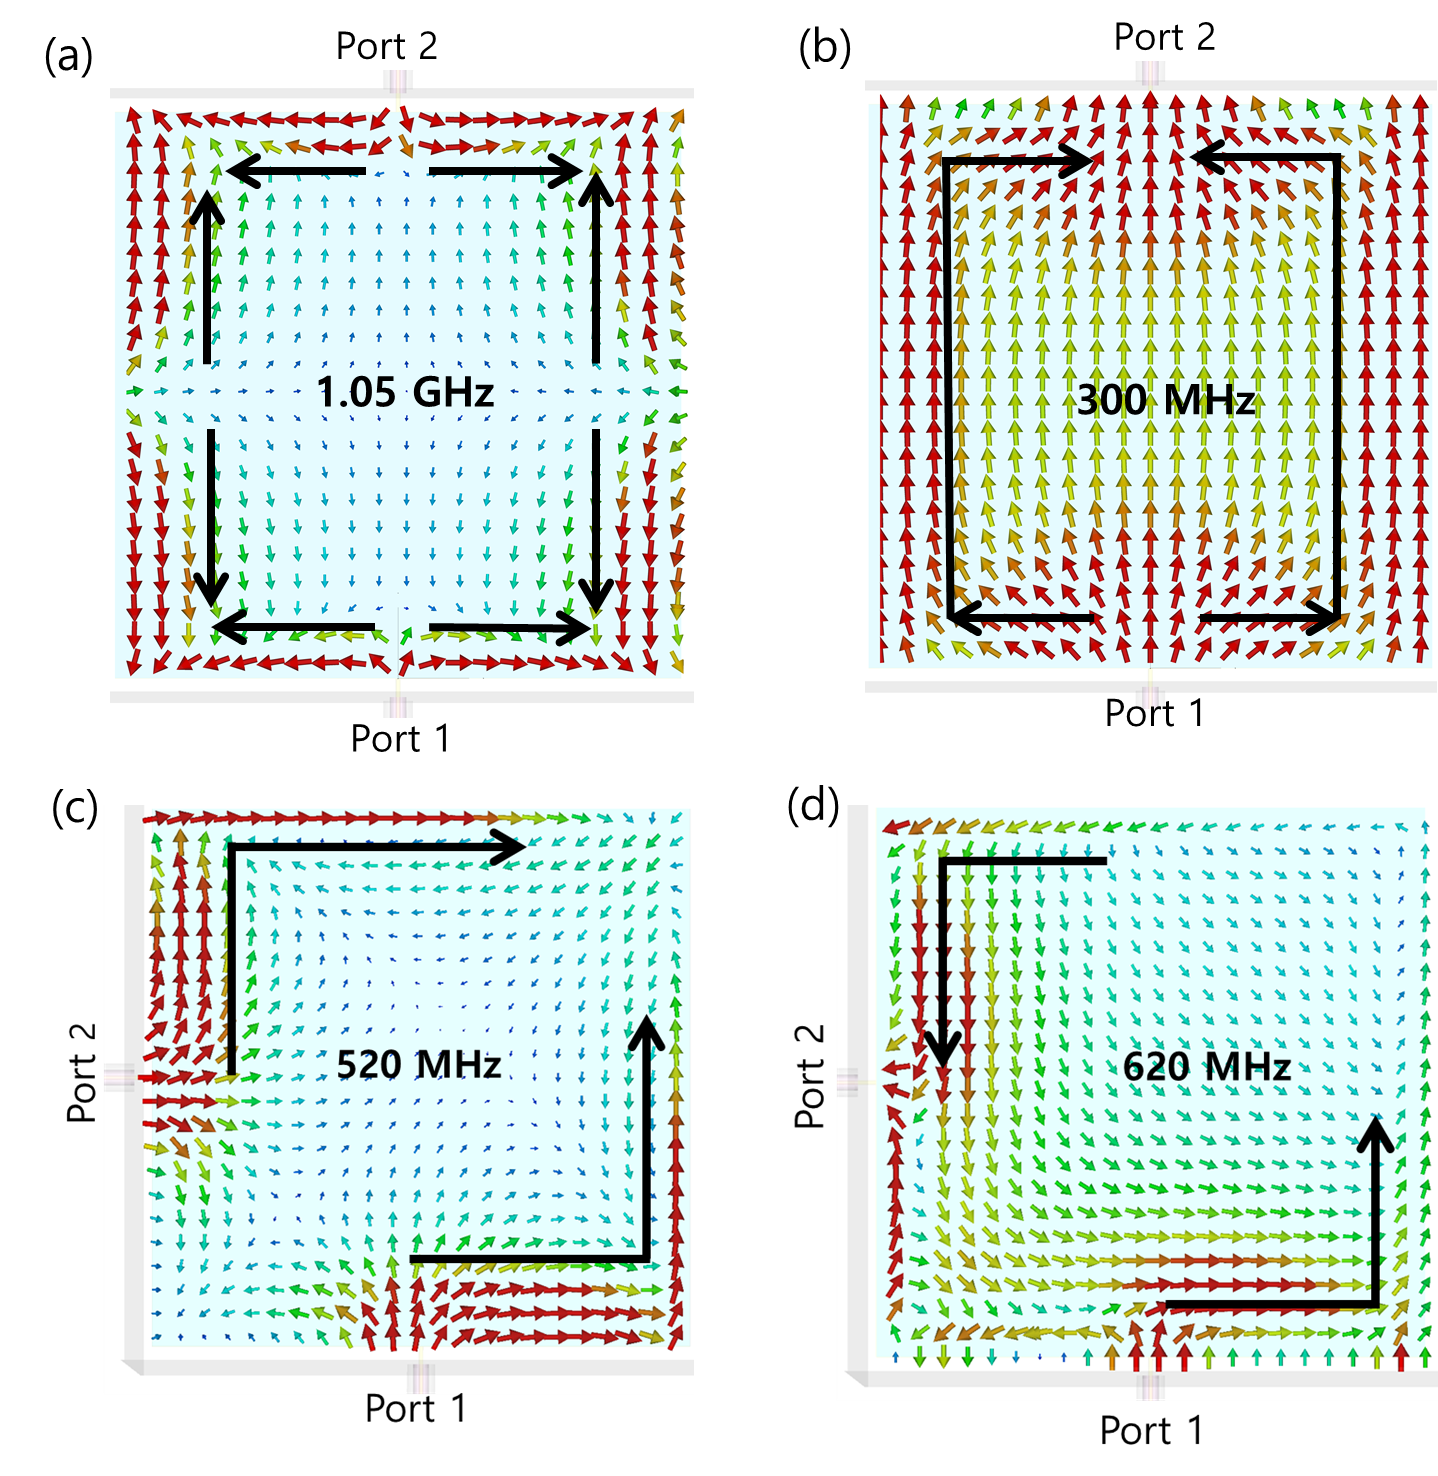 (a)
Port 2
1.05 GHz
Port 1
(b)
Port 2
300 MHz
Port 1
(c)
Port 2
520 MHz
Port 1
(d)
Port 2
620 MHz
Port 1